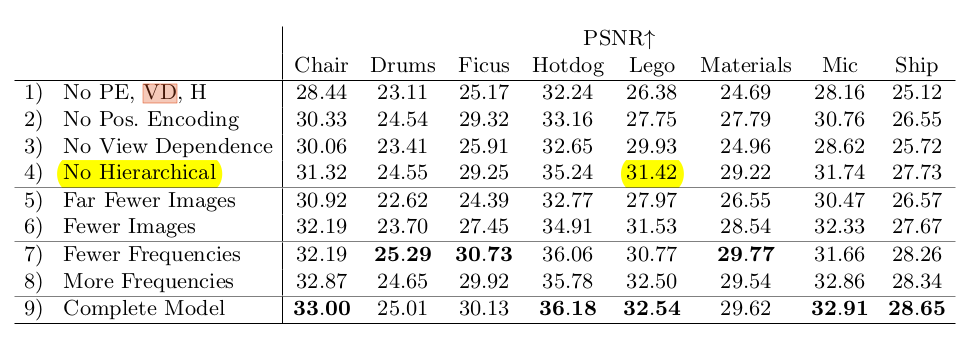 PSNR↑
Chair Drums Ficus Hotdog Lego Materials Mic Ship
1) No PE, VD, H 28.44 23.11 25.17 32.24 26.38 24.69 28.16 25.12
2) No Pos. Encoding 30.33 24.54 29.32 33.16 27.75 27.79 30.76 26.55
3) No View Dependence 30.06 23.41 25.91 32.65 29.93 24.96 28.62 25.72
4) No Hierarchical 31.32 24.55 29.25 35.24 31.42 29.22 31.74 27.73
5) Far Fewer Images 30.92 22.62 24.39 32.77 27.97 26.55 30.47 26.57
6) Fewer Images 32.19 23.70 27.45 34.91 31.53 28.54 32.33 27.67
7) Fewer Frequencies 32.19 25.29 30.73 36.06 30.77 29.77 31.66 28.26
8) More Frequencies 32.87 24.65 29.92 35.78 32.50 29.54 32.86 28.34
9) Complete Model 33.00 25.01 30.13 36.18 32.54 29.62 32.91 28.65